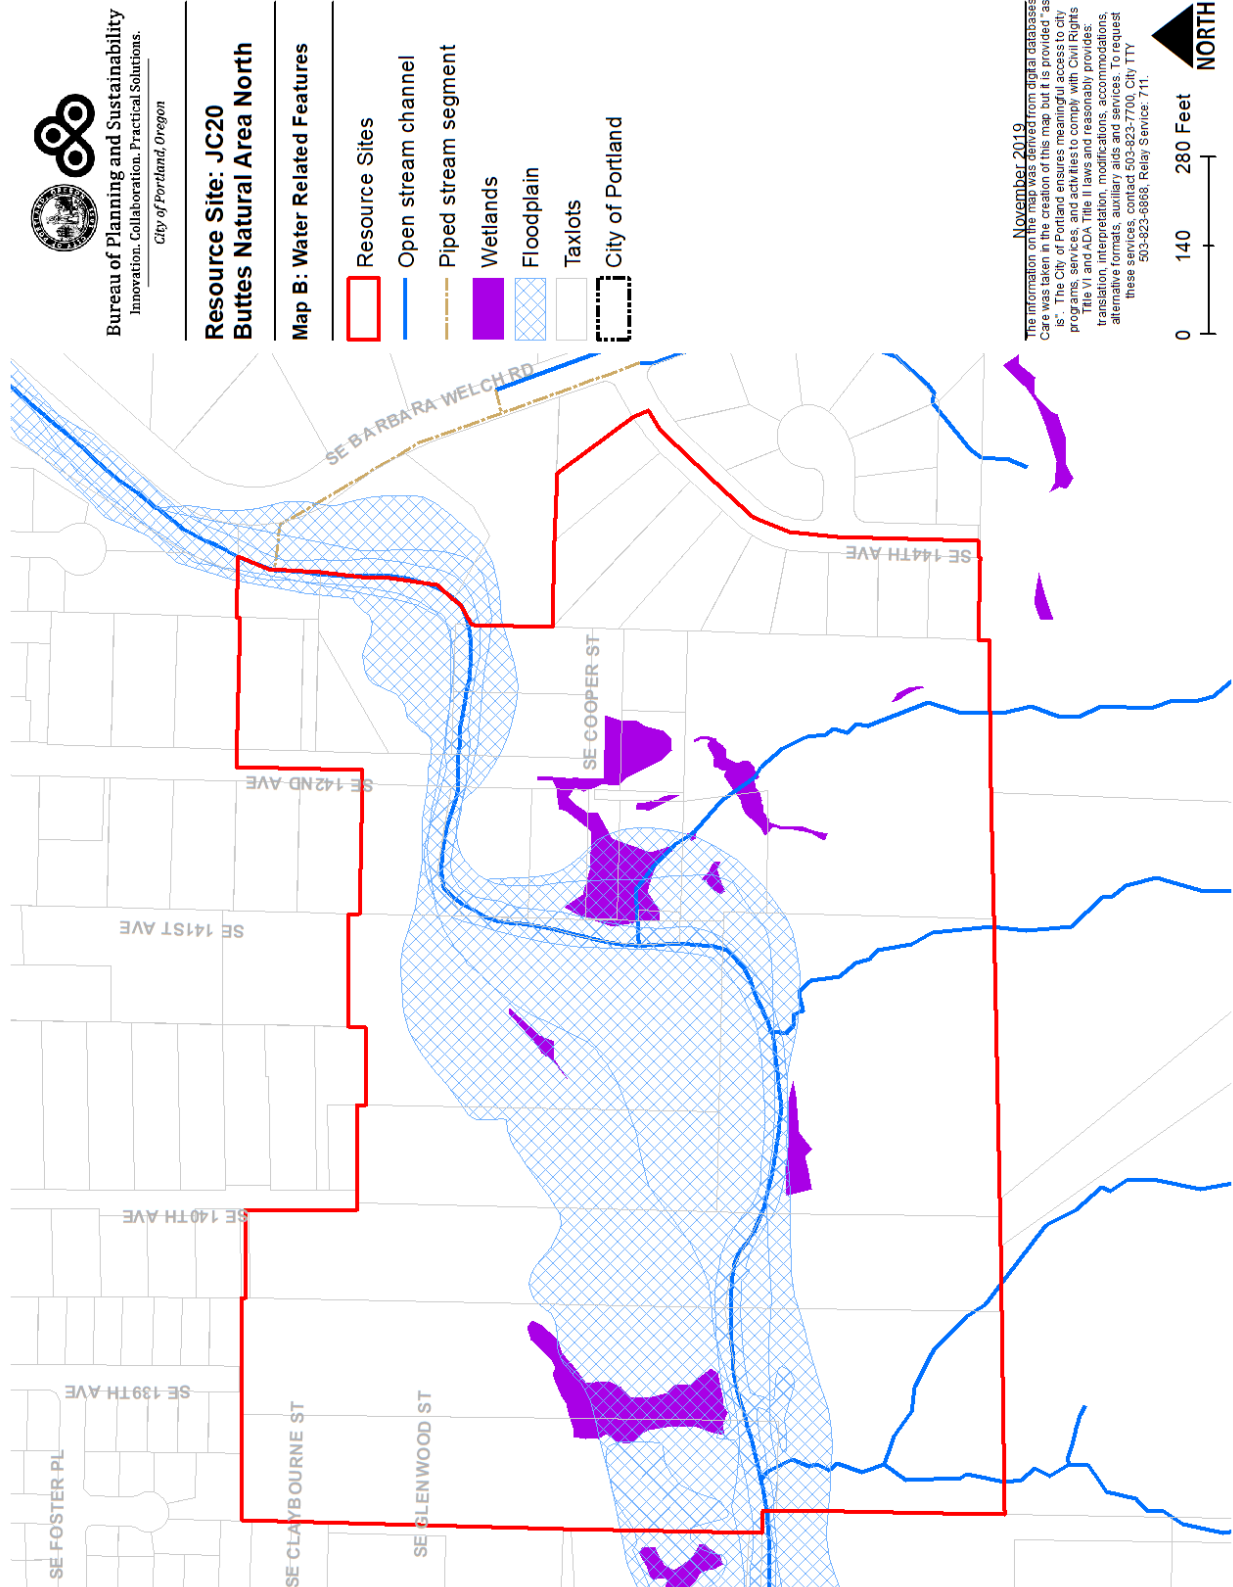 Bureau of Planning and Sustainability
Innovation. Collaboration. Practical Solutions.
City of Portland, Oregon
Resource Site: JC20
Buttes Natural Area North
Map B: Water Related Features
Resource Sites
Open stream channel
Piped stream segment
Wetlands
Floodplain
Taxlots
City of Portland
November 2019
The information on the map was derived from digital databases
Care was taken in the creation of this map but it is provided "as
is". The City of Portland ensures meaningful access to city
programs, services, and activities to comply with Civil Rights
Title VI and ADA Title II laws and reasonably provides:
translation, interpretation, modifications, accommodations,
alternative formats, auxiliary aids and services. To request
these services, contact 503-823-7700, City TTY
503-823-6868, Relay Service: 711.
0 140 280 Feet
NORTH
SE BARBARA WELCH RD
SE 144TH AVE
SE COOPER ST
SE 142ND AVE
SE 141ST AVE
SE 140TH AVE
SE 139TH AVE
SE FOSTER PL
SE CLAYBOURNE ST
SE GLENWOOD ST